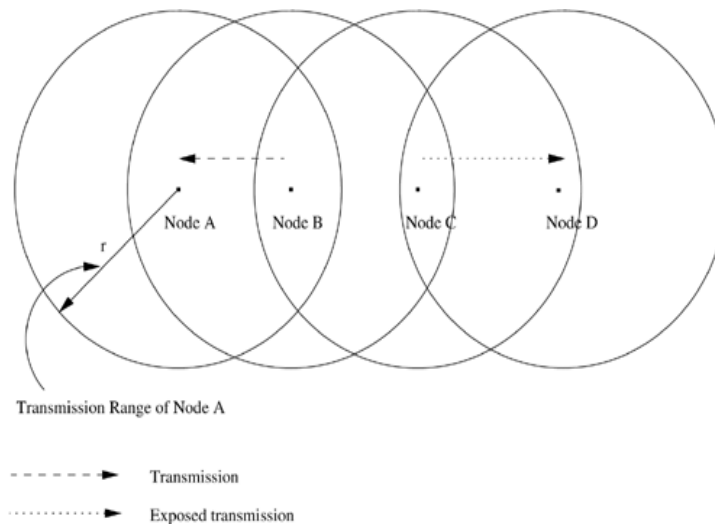 Node A
Node B
Node C
Node D
r
Transmission Range of Node A
Transmission
Exposed transmission